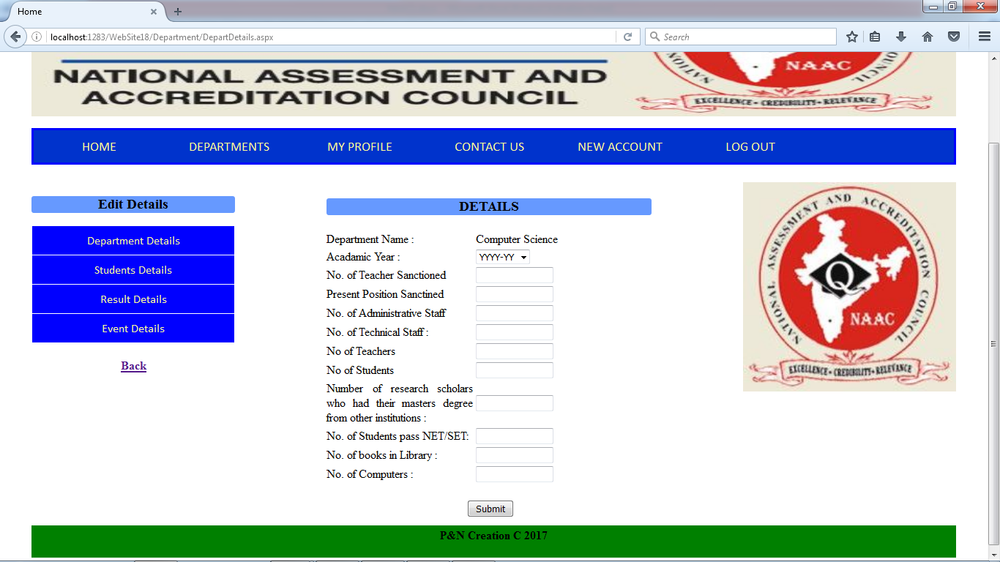 Home
localhost:1283/WebSite18/Department/DepartDetails.aspx
Search
NATIONAL ASSESSMENT AND
ACCREDITATION COUNCIL
NAAC
EXCELLENCE • CREDIBILITY • RELEVANCE
HOME DEPARTMENTS MY PROFILE CONTACT US NEW ACCOUNT LOG OUT
Edit Details
Department Details
Students Details
Result Details
Event Details
Back
DETAILS
Department Name : Computer Science
Acadamic Year : YYYY-YY
No. of Teacher Sanctioned
Present Position Sanctined
No. of Administrative Staff
No. of Technical Staff :
No of Teachers
No of Students
Number of research scholars
who had their masters degree
from other institutions :
No. of Students pass NET/SET:
No. of books in Library :
No. of Computers :
Submit
NATIONAL ASSESSMENT AND ACCREDITATION COUNCIL
Q
NAAC
EXCELLENCE • CREDIBILITY • RELEVANCE
P&N Creation C 2017